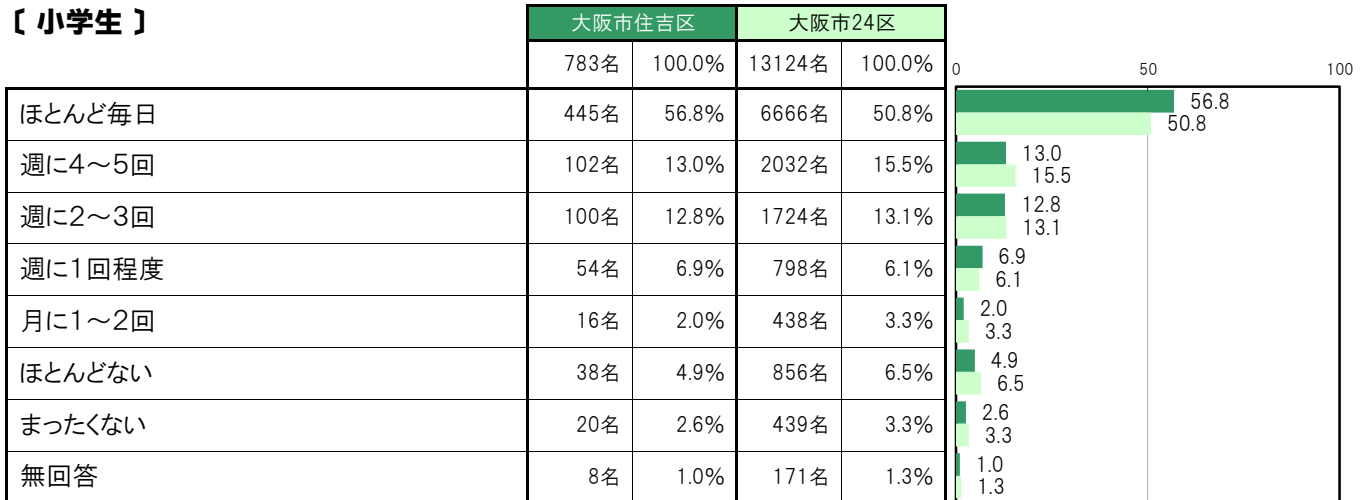 〔 小学生 〕
大阪市住吉区 大阪市24区
783名 100.0% 13124名 100.0%
0 50 100
ほとんど毎日 445名 56.8% 6666名 50.8%
56.8
50.8
週に4～5回 102名 13.0% 2032名 15.5%
13.0
15.5
週に2～3回 100名 12.8% 1724名 13.1%
12.8
13.1
週に1回程度 54名 6.9% 798名 6.1%
6.9
6.1
月に1～2回 16名 2.0% 438名 3.3%
2.0
3.3
ほとんどない 38名 4.9% 856名 6.5%
4.9
6.5
まったくない 20名 2.6% 439名 3.3%
2.6
3.3
無回答 8名 1.0% 171名 1.3%
1.0
1.3